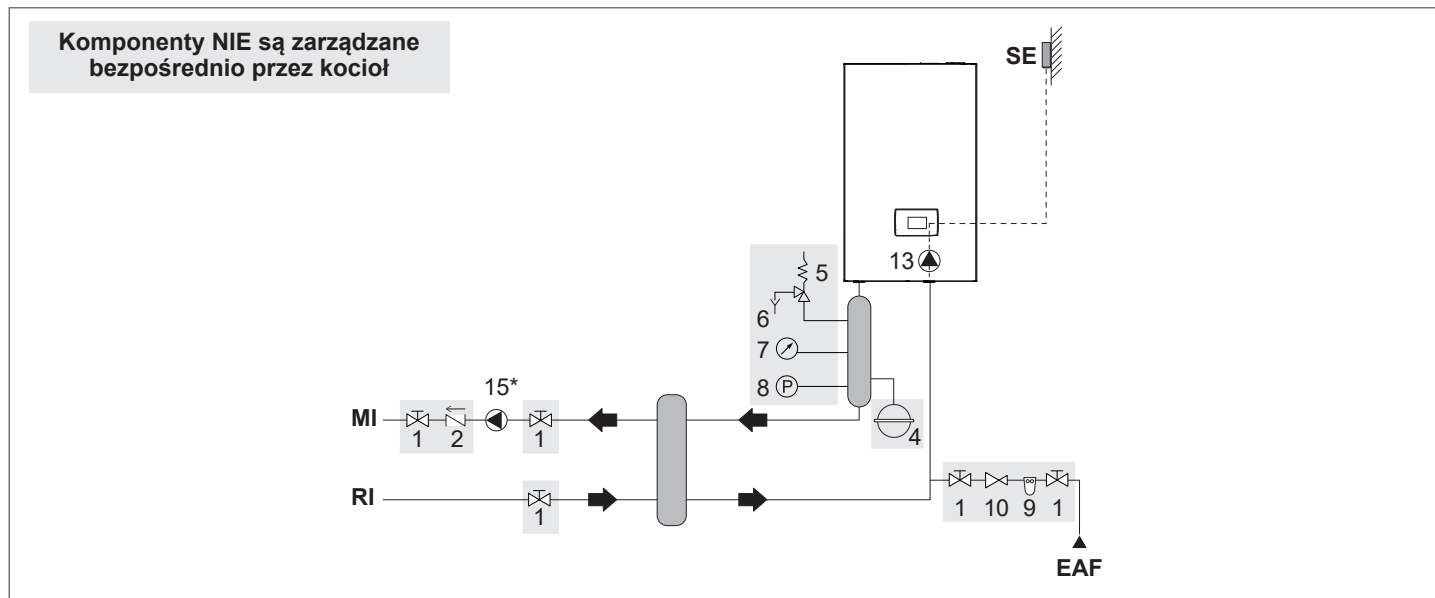 Komponenty NIE są zarządzane
bezpośrednio przez kocioł
SE
13
5
6
7
8 P
15*
4
MI
1 2 1
RI
1
1 10 9 1
EAF